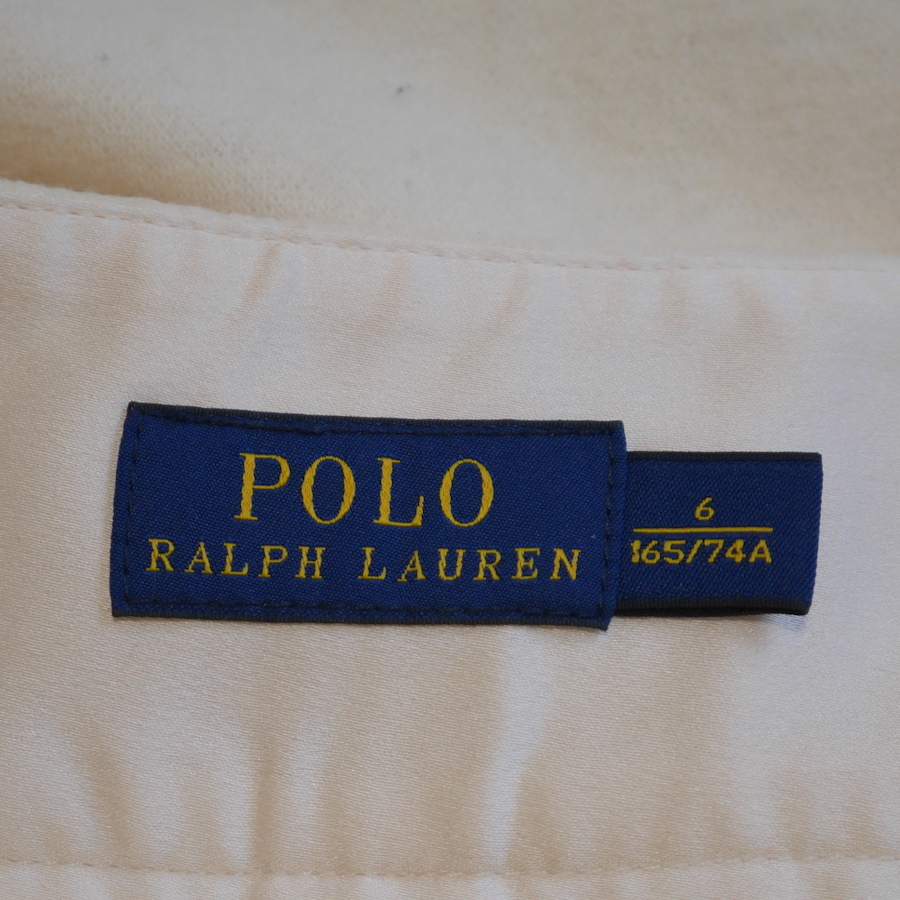 POLO
RALPH LAUREN
6
165/74A